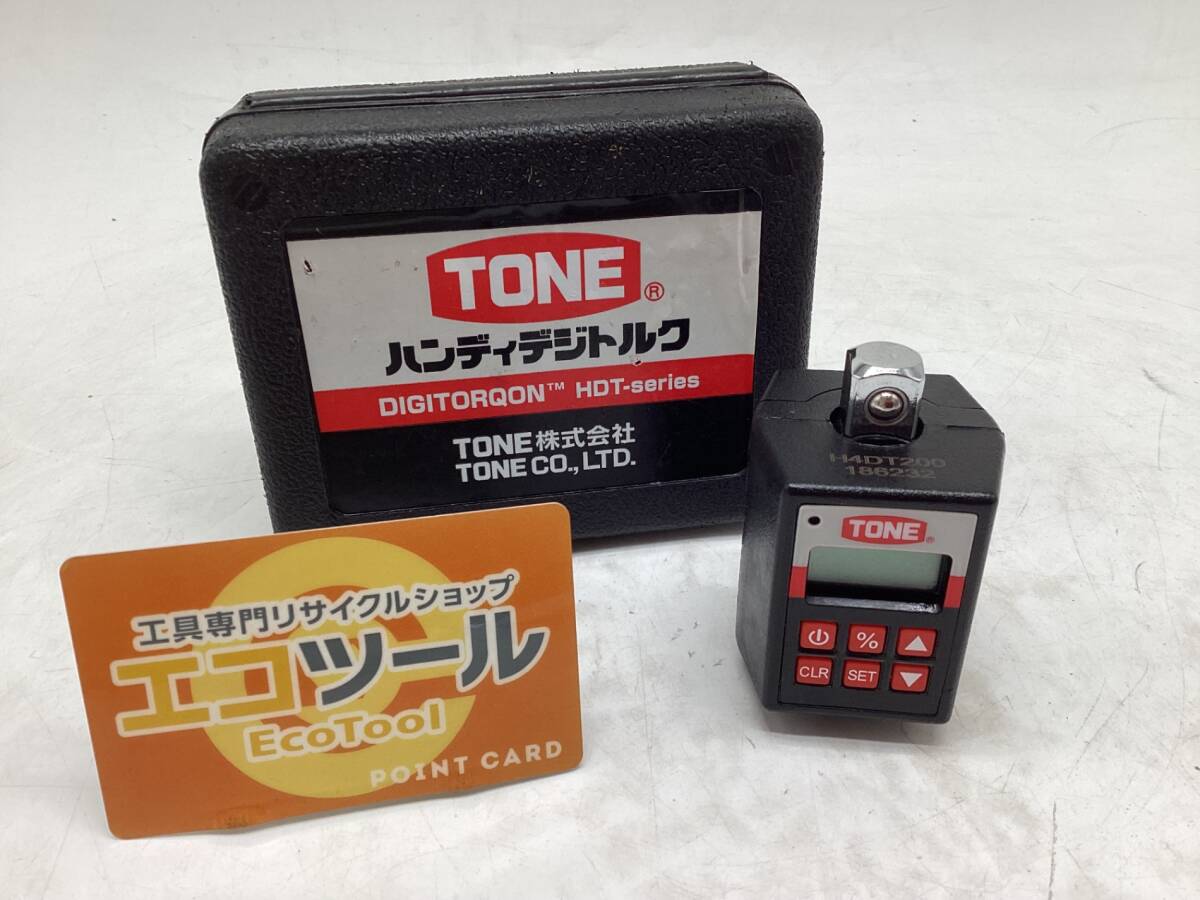 TONE®
ハンディデジトルク
DIGITORQON™ HDT-series
TONE株式会社
TONE CO., LTD.
H4DT200
186232
TONE®
%
CLR SET
工具専門リサイクルショップ
エコツール
EcoTool
POINT CARD